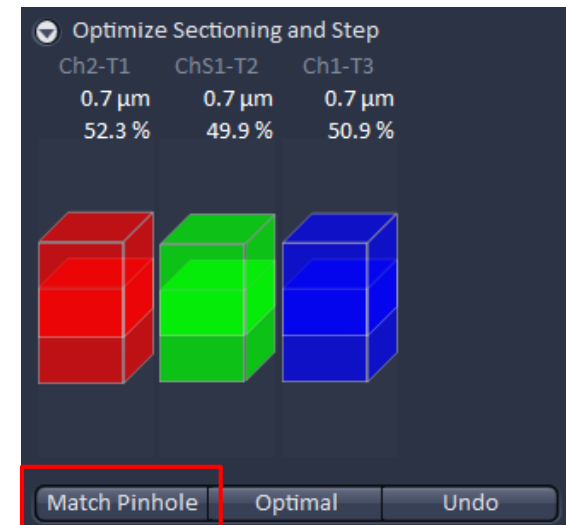 Optimize Sectioning and Step
Ch2-T1 ChS1-T2 Ch1-T3
0.7 µm 0.7 µm 0.7 µm
52.3 % 49.9 % 50.9 %
Match Pinhole Optimal Undo